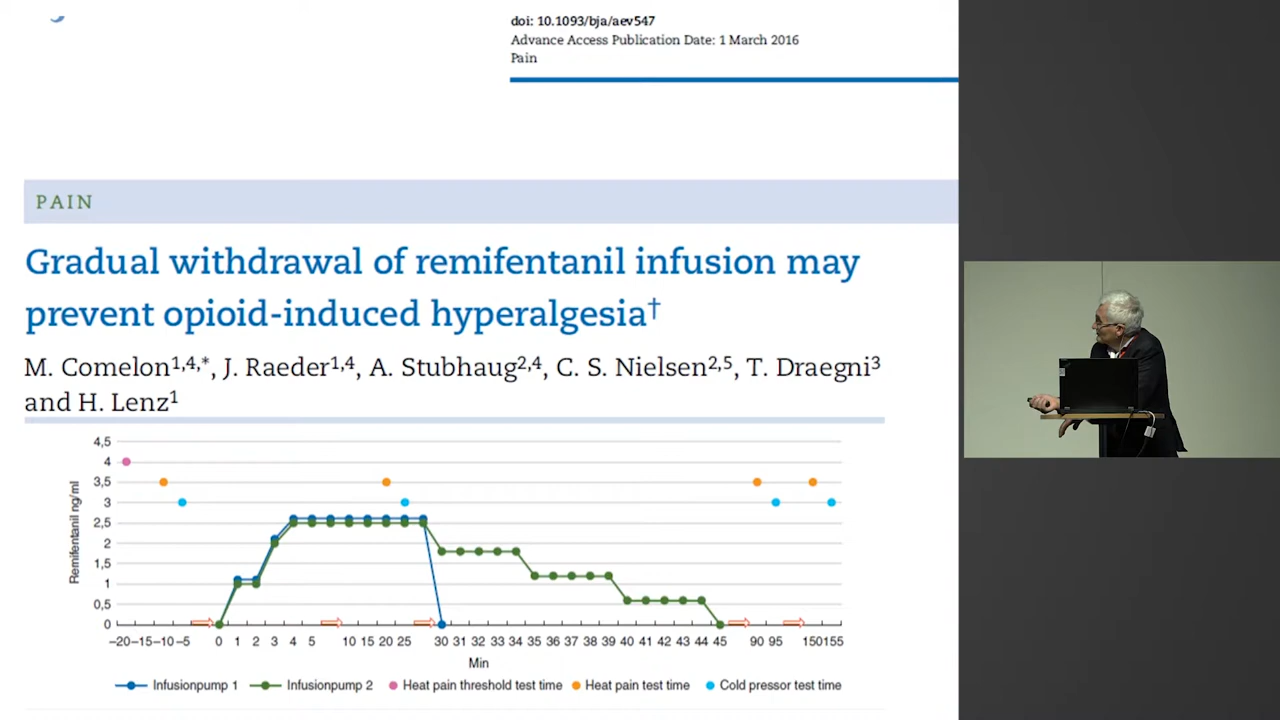 doi: 10.1093/bja/aev547
Advance Access Publication Date: 1 March 2016
Pain
PAIN
Gradual withdrawal of remifentanil infusion may
prevent opioid-induced hyperalgesia†
M. Comelon1,4,*, J. Raeder1,4, A. Stubhaug2,4, C. S. Nielsen2,5, T. Draegni3
and H. Lenz1
Remifentanil ng/ml
4,5
4
3,5
3
2,5
2
1,5
1
0,5
0
–20 –15 –10 –5 0 1 2 3 4 5 10 15 20 25 30 31 32 33 34 35 36 37 38 39 40 41 42 43 44 45 90 95 150 155
Min
Infusionpump 1 Infusionpump 2 Heat pain threshold test time Heat pain test time Cold pressor test time